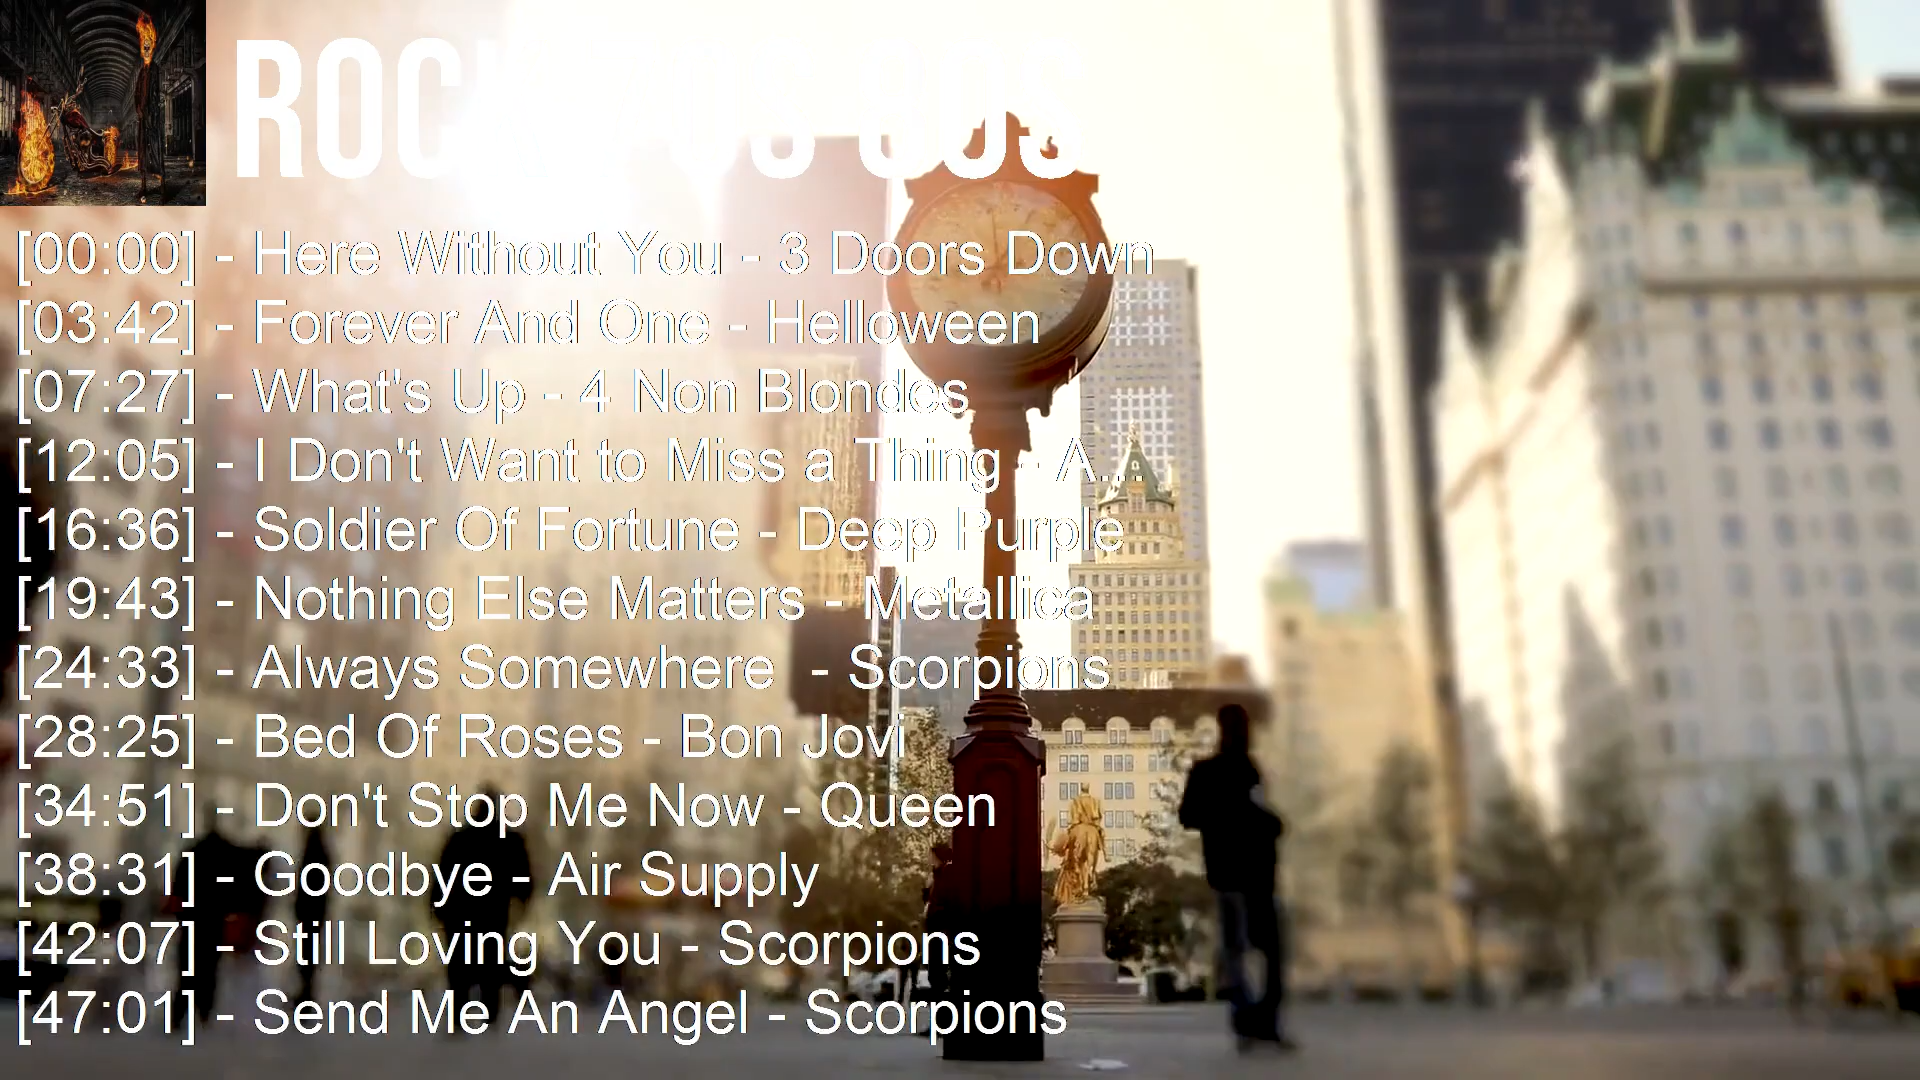 ROCK 70S 80S
[00:00] - Here Without You - 3 Doors Down
[03:42] - Forever And One - Helloween
[07:27] - What's Up - 4 Non Blondes
[12:05] - I Don't Want to Miss a Thing - A...
[16:36] - Soldier Of Fortune - Deep Purple
[19:43] - Nothing Else Matters - Metallica
[24:33] - Always Somewhere - Scorpions
[28:25] - Bed Of Roses - Bon Jovi
[34:51] - Don't Stop Me Now - Queen
[38:31] - Goodbye - Air Supply
[42:07] - Still Loving You - Scorpions
[47:01] - Send Me An Angel - Scorpions